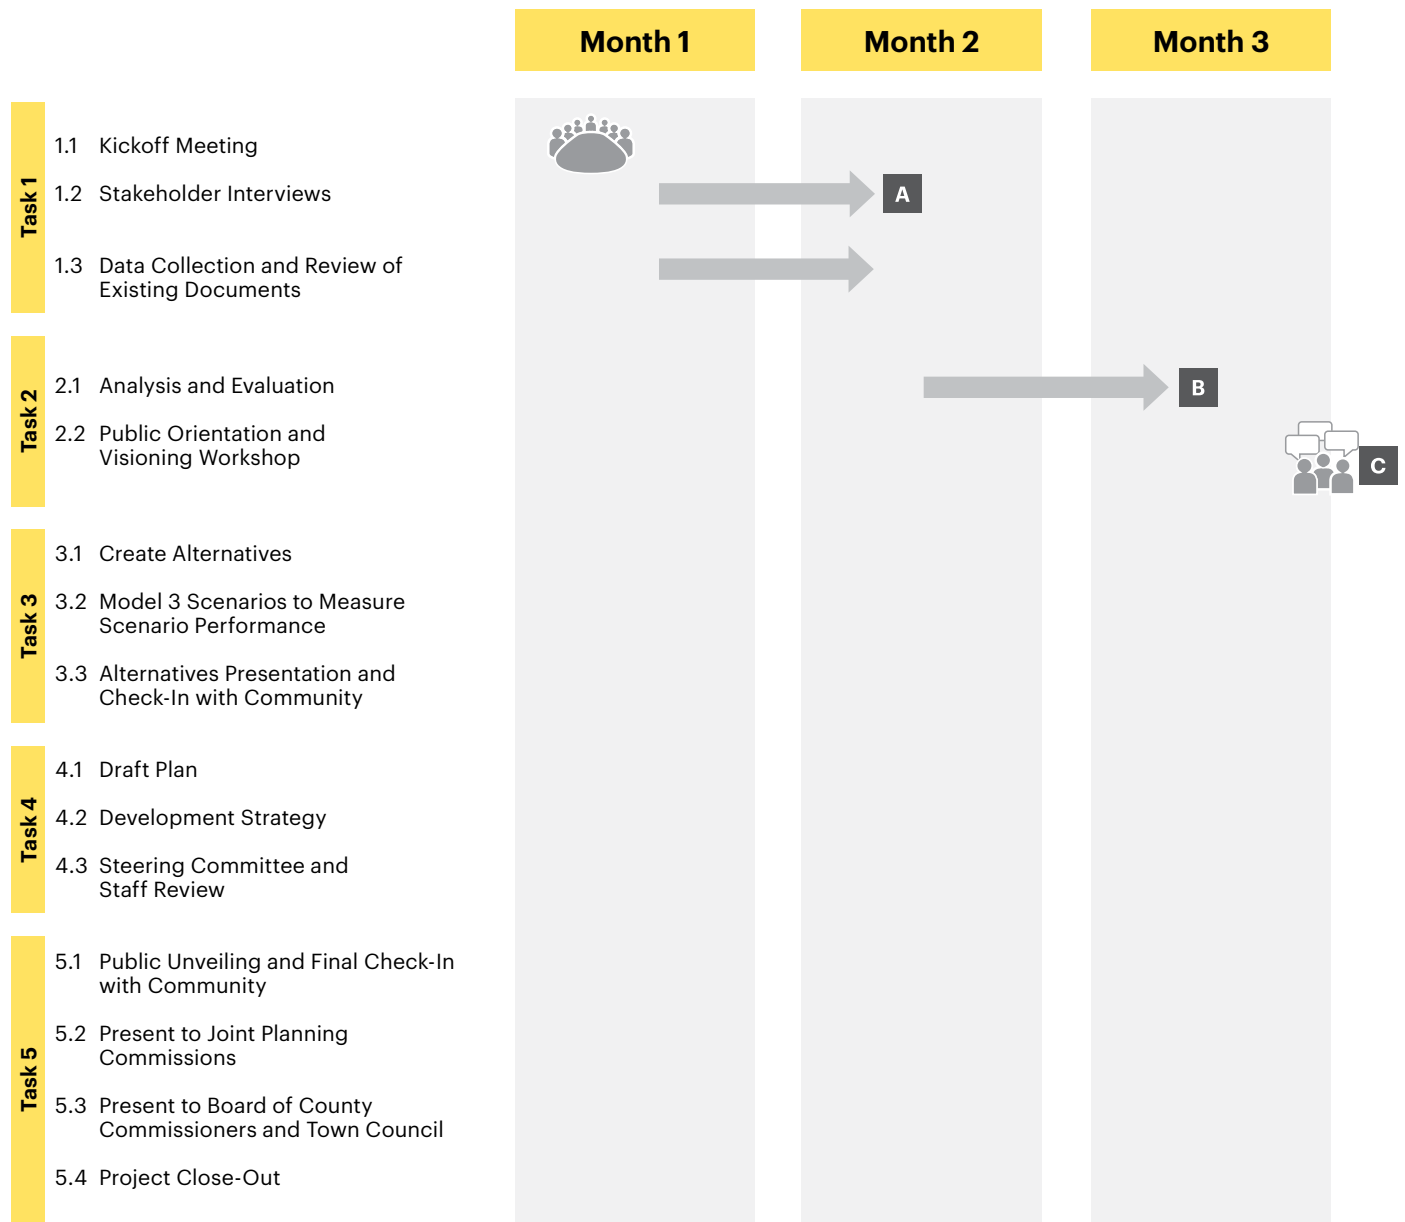 Month 1
Month 2
Month 3
Task 1
1.1 Kickoff Meeting
1.2 Stakeholder Interviews
A
1.3 Data Collection and Review of
Existing Documents
Task 2
2.1 Analysis and Evaluation
B
2.2 Public Orientation and
Visioning Workshop
C
Task 3
3.1 Create Alternatives
3.2 Model 3 Scenarios to Measure
Scenario Performance
3.3 Alternatives Presentation and
Check-In with Community
Task 4
4.1 Draft Plan
4.2 Development Strategy
4.3 Steering Committee and
Staff Review
Task 5
5.1 Public Unveiling and Final Check-In
with Community
5.2 Present to Joint Planning
Commissions
5.3 Present to Board of County
Commissioners and Town Council
5.4 Project Close-Out